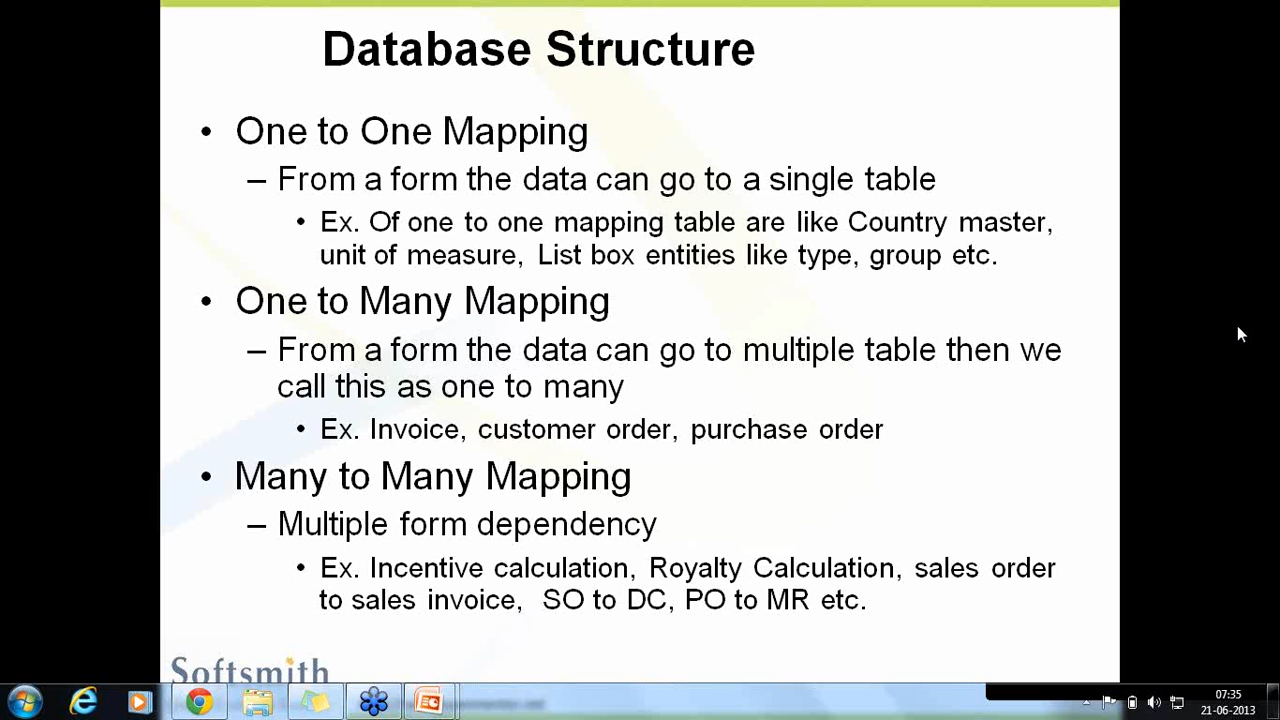 Database Structure
• One to One Mapping
– From a form the data can go to a single table
• Ex. Of one to one mapping table are like Country master,
unit of measure, List box entities like type, group etc.
• One to Many Mapping
– From a form the data can go to multiple table then we
call this as one to many
• Ex. Invoice, customer order, purchase order
• Many to Many Mapping
– Multiple form dependency
• Ex. Incentive calculation, Royalty Calculation, sales order
to sales invoice, SO to DC, PO to MR etc.
Softsmith
07:35
21-06-2013